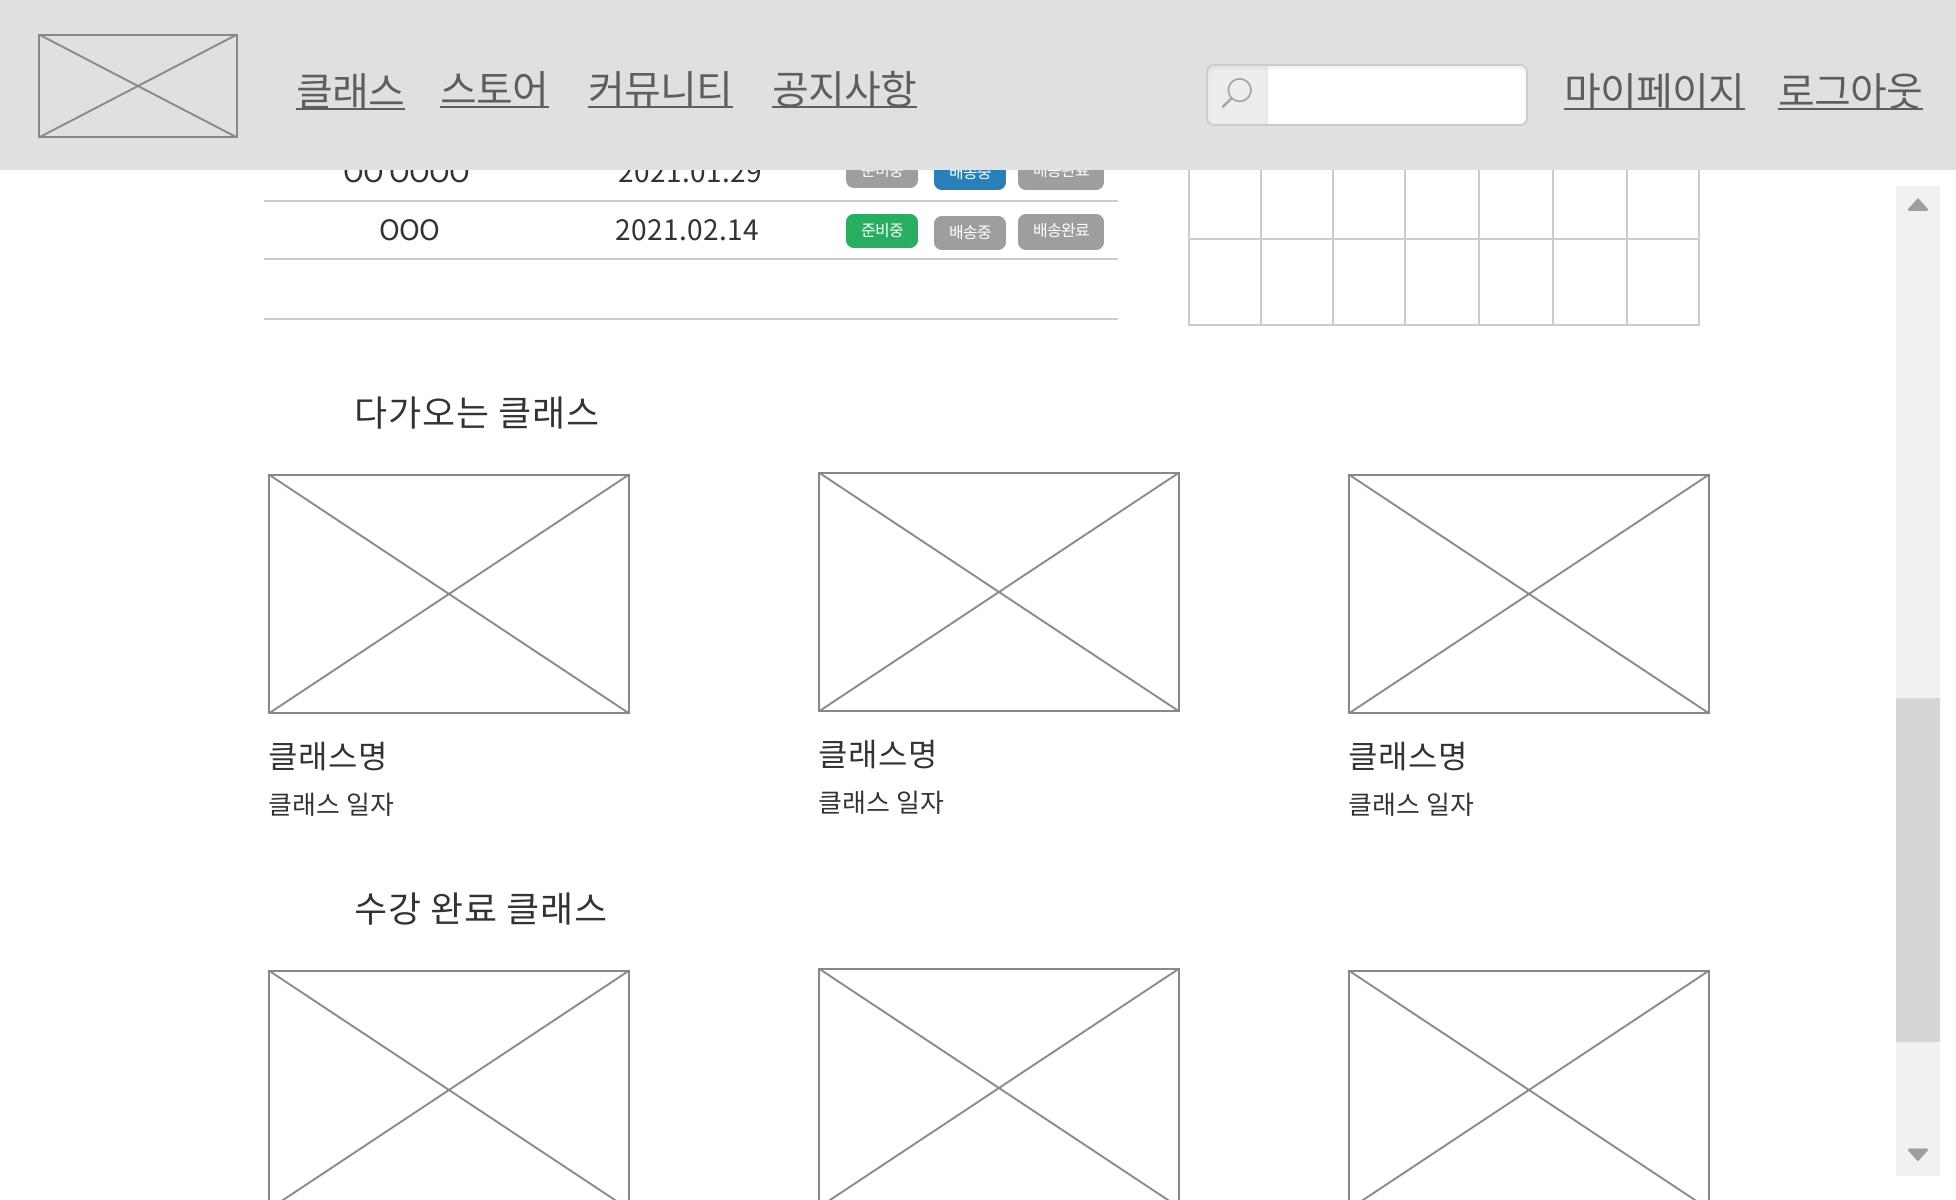 클래스 스토어 커뮤니티 공지사항 마이페이지 로그아웃
OO OOOO 2021.01.29 준비중 배송중 배송완료
OOO 2021.02.14 준비중 배송중 배송완료
다가오는 클래스
클래스명 클래스명 클래스명
클래스 일자 클래스 일자 클래스 일자
수강 완료 클래스